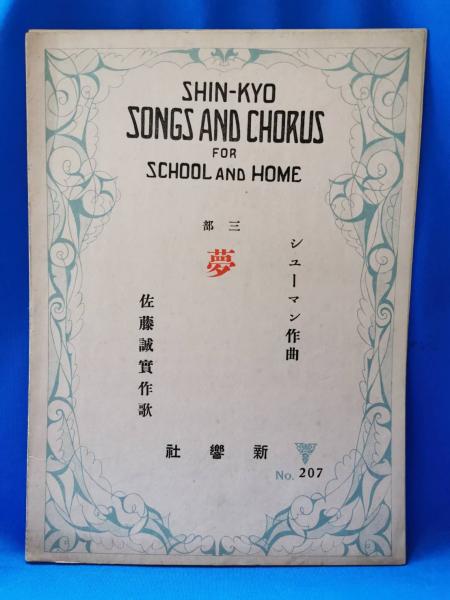 SHIN-KYO
SONGS AND CHORUS
FOR
SCHOOL AND HOME
部三
夢
シューマン作曲
佐藤誠實作歌
社響新
No. 207